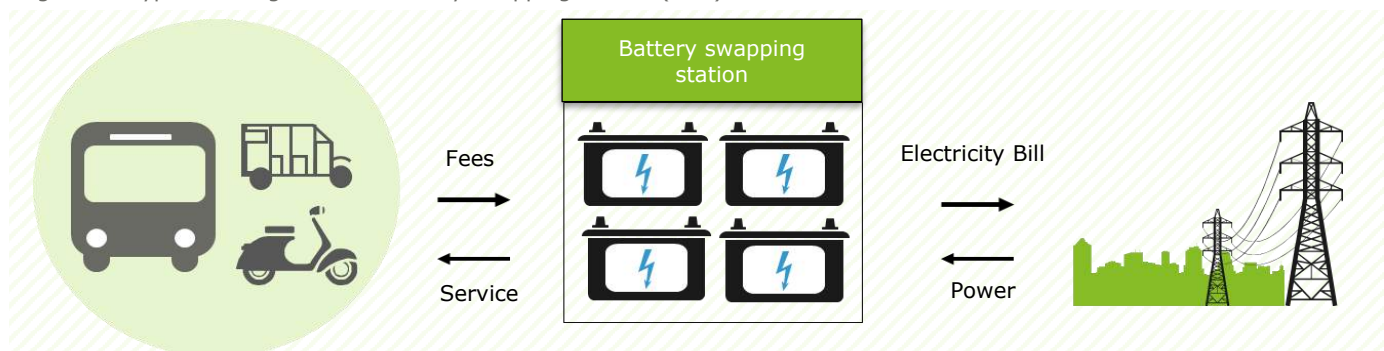 Battery swapping
station
Fees
Service
Electricity Bill
Power